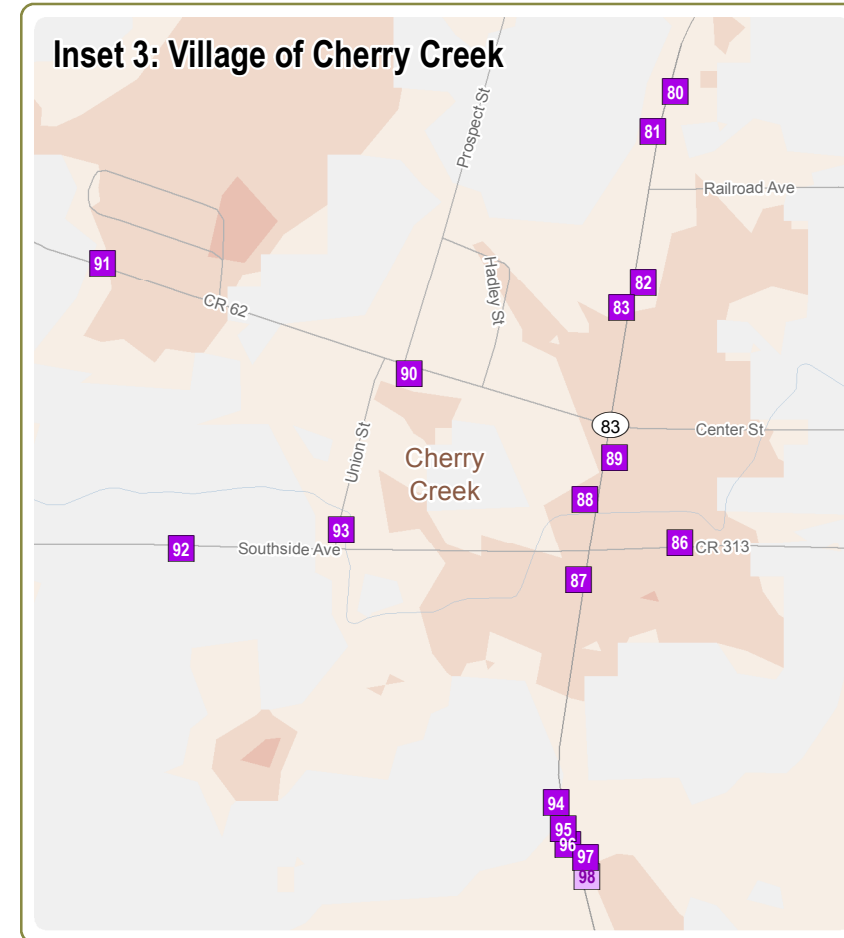 Inset 3: Village of Cherry Creek
80
Prospect St
81
Railroad Ave
91
Hadley St
82
CR 62
83
90
83
Center St
Union St
Cherry
Creek
89
88
93
86
92
Southside Ave
CR 313
87
94
95
96
97
98